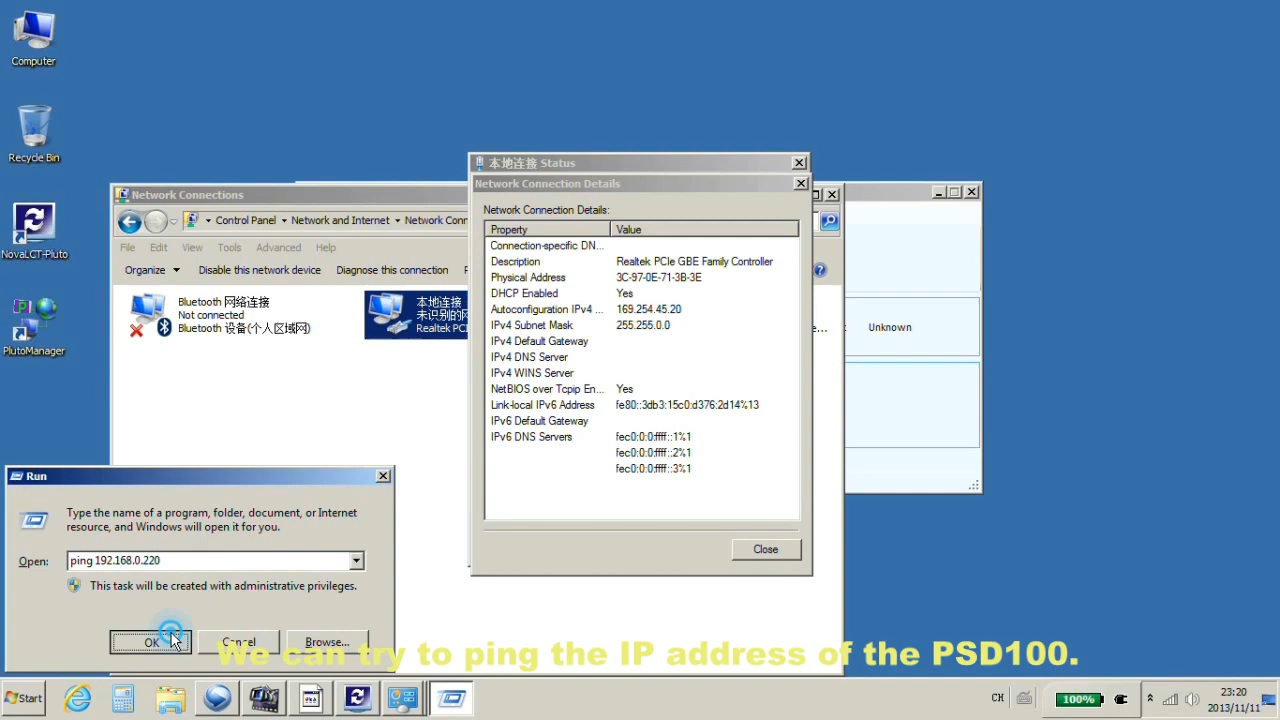 Computer
Recycle Bin
NovaLCT-Pluto
PlutoManager
Network Connections
Control Panel
Network and Internet
Network Conn
File Edit View Tools Advanced Help
Organize
Disable this network device
Diagnose this connection
Bluetooth 网络连接
Not connected
Bluetooth 设备(个人区域网)
本地连接
未识别的网
Realtek PCI
本地连接 Status
Network Connection Details
Network Connection Details:
Property Value
Connection-specific DN...
Description Realtek PCIe GBE Family Controller
Physical Address 3C-97-0E-71-3B-3E
DHCP Enabled Yes
Autoconfiguration IPv4 ... 169.254.45.20
IPv4 Subnet Mask 255.255.0.0
IPv4 Default Gateway
IPv4 DNS Server
IPv4 WINS Server
NetBIOS over Tcpip En... Yes
Link-local IPv6 Address fe80::3db3:15c0:d376:2d14%13
IPv6 Default Gateway
IPv6 DNS Servers fec0:0:0:ffff::1%1
fec0:0:0:ffff::2%1
fec0:0:0:ffff::3%1
Close
Unknown
Run
Type the name of a program, folder, document, or Internet
resource, and Windows will open it for you.
Open: ping 192.168.0.220
This task will be created with administrative privileges.
OK Cancel Browse...
We can try to ping the IP address of the PSD100.
Start
CH
100%
23:20
2013/11/11